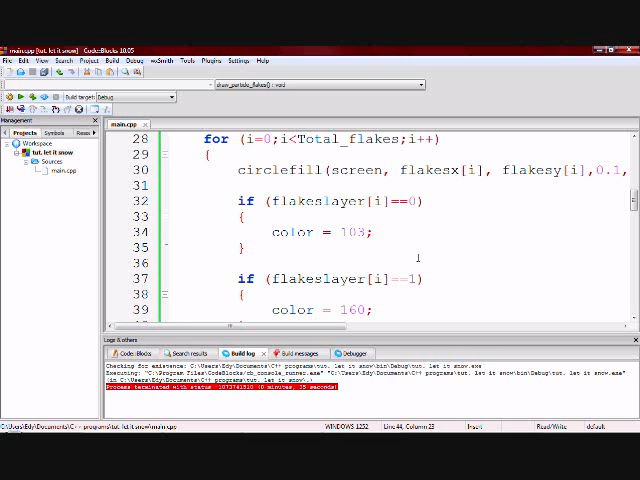 main.cpp [tut. let it snow] - Code::Blocks 10.05
File Edit View Search Project Build Debug wxSmith Tools Plugins Settings Help
draw_particle_flakes() : void
Build target: Debug
Management
Projects Symbols Resou
Workspace
tut. let it snow
Sources
main.cpp
main.cpp
28 for (i=0;i<Total_flakes;i++)
29 {
30 circlefill(screen, flakesx[i], flakesy[i],0.1,
31
32 if (flakeslayer[i]==0)
33 {
34 color = 103;
35 }
36
37 if (flakeslayer[i]==1)
38 {
39 color = 160;
Logs & others
Code::Blocks Search results Build log Build messages Debugger
Checking for existence: C:\Users\Edy\Documents\C++ programs\tut. let it snow\bin\Debug\tut. let it snow.exe
Executing: "C:\Program Files\CodeBlocks/cb_console_runner.exe" "C:\Users\Edy\Documents\C++ programs\tut. let it snow\bin\Debug\tut. let it snow.exe"
(in C:\Users\Edy\Documents\C++ programs\tut. let it snow\.)
Process terminated with status -1073741510 (0 minutes, 35 seconds)
C:\Users\Edy\Documents\C++ programs\tut. let it snow\main.cpp WINDOWS-1252 Line 44, Column 23 Insert Read/Write default